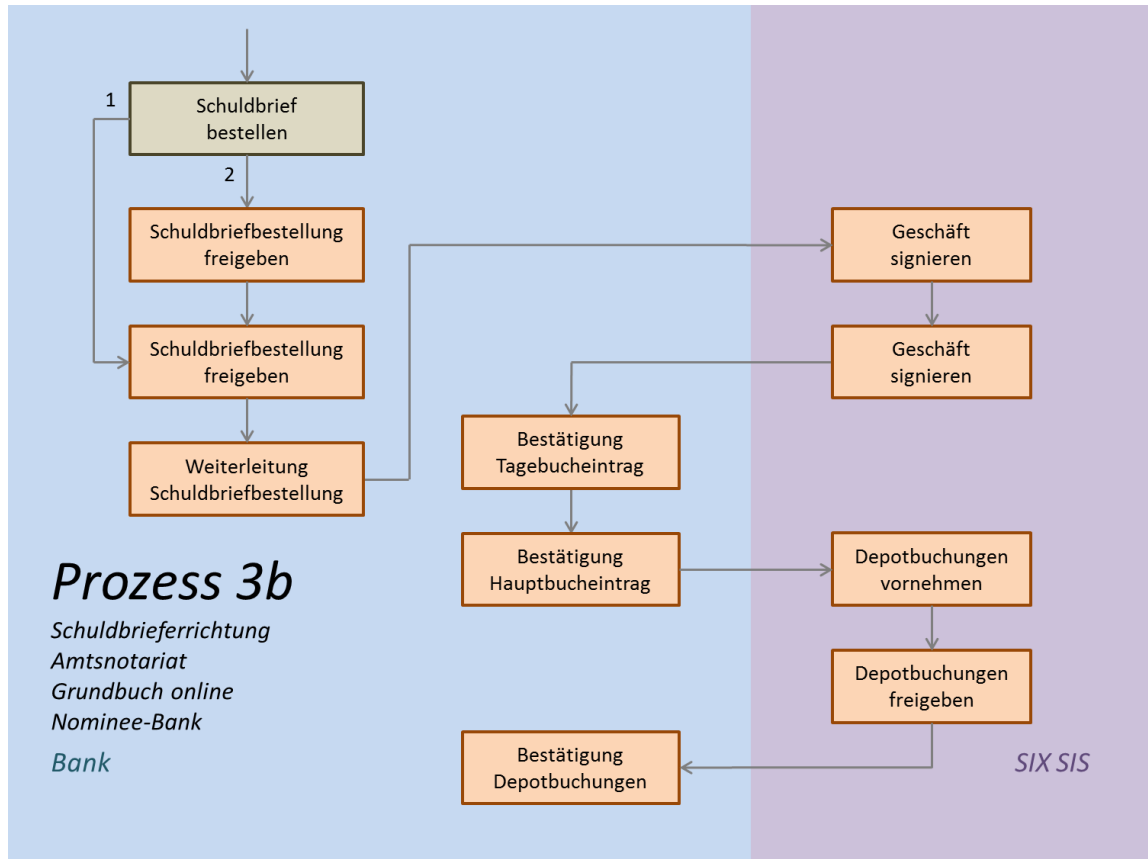 1
Schuldbrief
bestellen
2
Schuldbriefbestellung
freigeben
Schuldbriefbestellung
freigeben
Weiterleitung
Schuldbriefbestellung
Geschäft
signieren
Geschäft
signieren
Bestätigung
Tagebucheintrag
Bestätigung
Hauptbucheintrag
Depotbuchungen
vornehmen
Depotbuchungen
freigeben
Bestätigung
Depotbuchungen
Prozess 3b
Schuldbrieferrichtung
Amtsnotariat
Grundbuch online
Nominee-Bank
Bank
SIX SIS